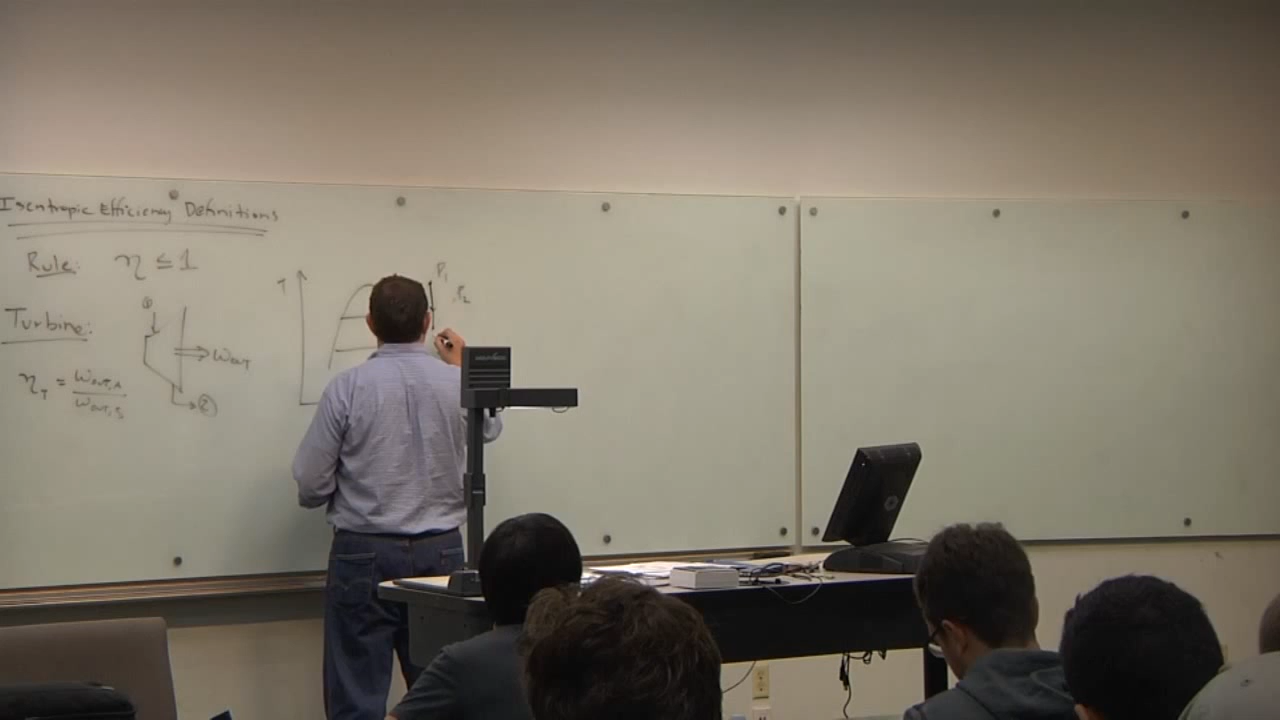 Isentropic Efficiency Definitions
Rule: η ≤ 1
Turbine:
① 
WOUT
②
ηT = WOUT,A / WOUT,S
T
P1
P2